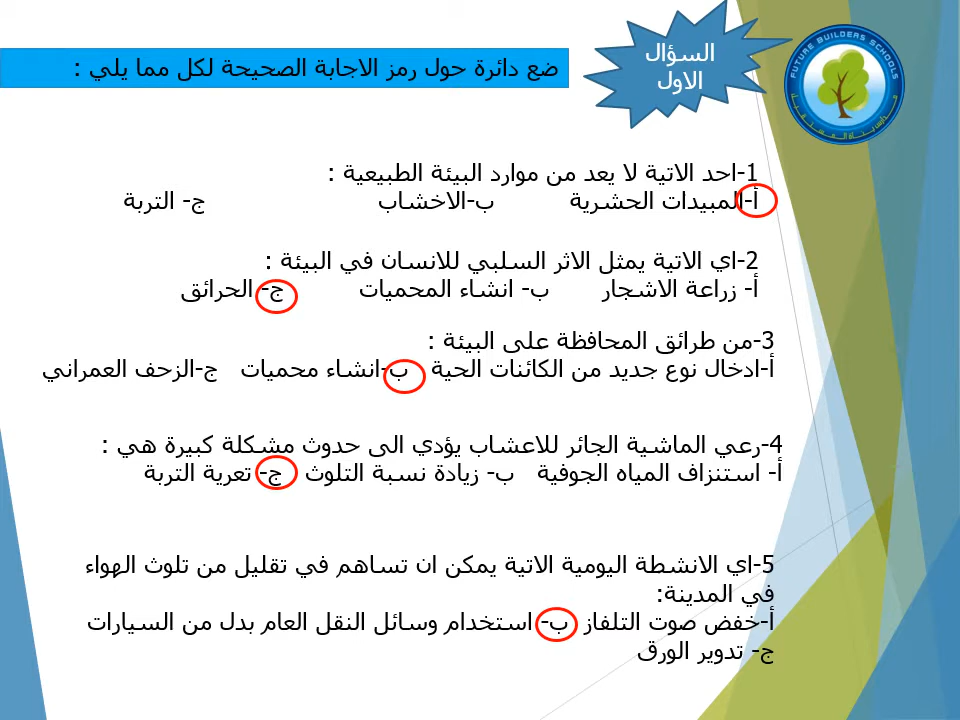 السؤال
الاول
FUTURE BUILDERS SCHOOLS
مدارس بناة المستقبل
ضع دائرة حول رمز الاجابة الصحيحة لكل مما يلي :
1-احد الاتية لا يعد من موارد البيئة الطبيعية :
أ-المبيدات الحشرية ب-الاخشاب ج- التربة
2-اي الاتية يمثل الاثر السلبي للانسان في البيئة :
أ- زراعة الاشجار ب- انشاء المحميات ج- الحرائق
3-من طرائق المحافظة على البيئة :
أ-ادخال نوع جديد من الكائنات الحية ب-انشاء محميات ج-الزحف العمراني
4-رعي الماشية الجائر للاعشاب يؤدي الى حدوث مشكلة كبيرة هي :
أ- استنزاف المياه الجوفية ب- زيادة نسبة التلوث ج- تعرية التربة
5-اي الانشطة اليومية الاتية يمكن ان تساهم في تقليل من تلوث الهواء
في المدينة:
أ-خفض صوت التلفاز ب- استخدام وسائل النقل العام بدل من السيارات
ج- تدوير الورق